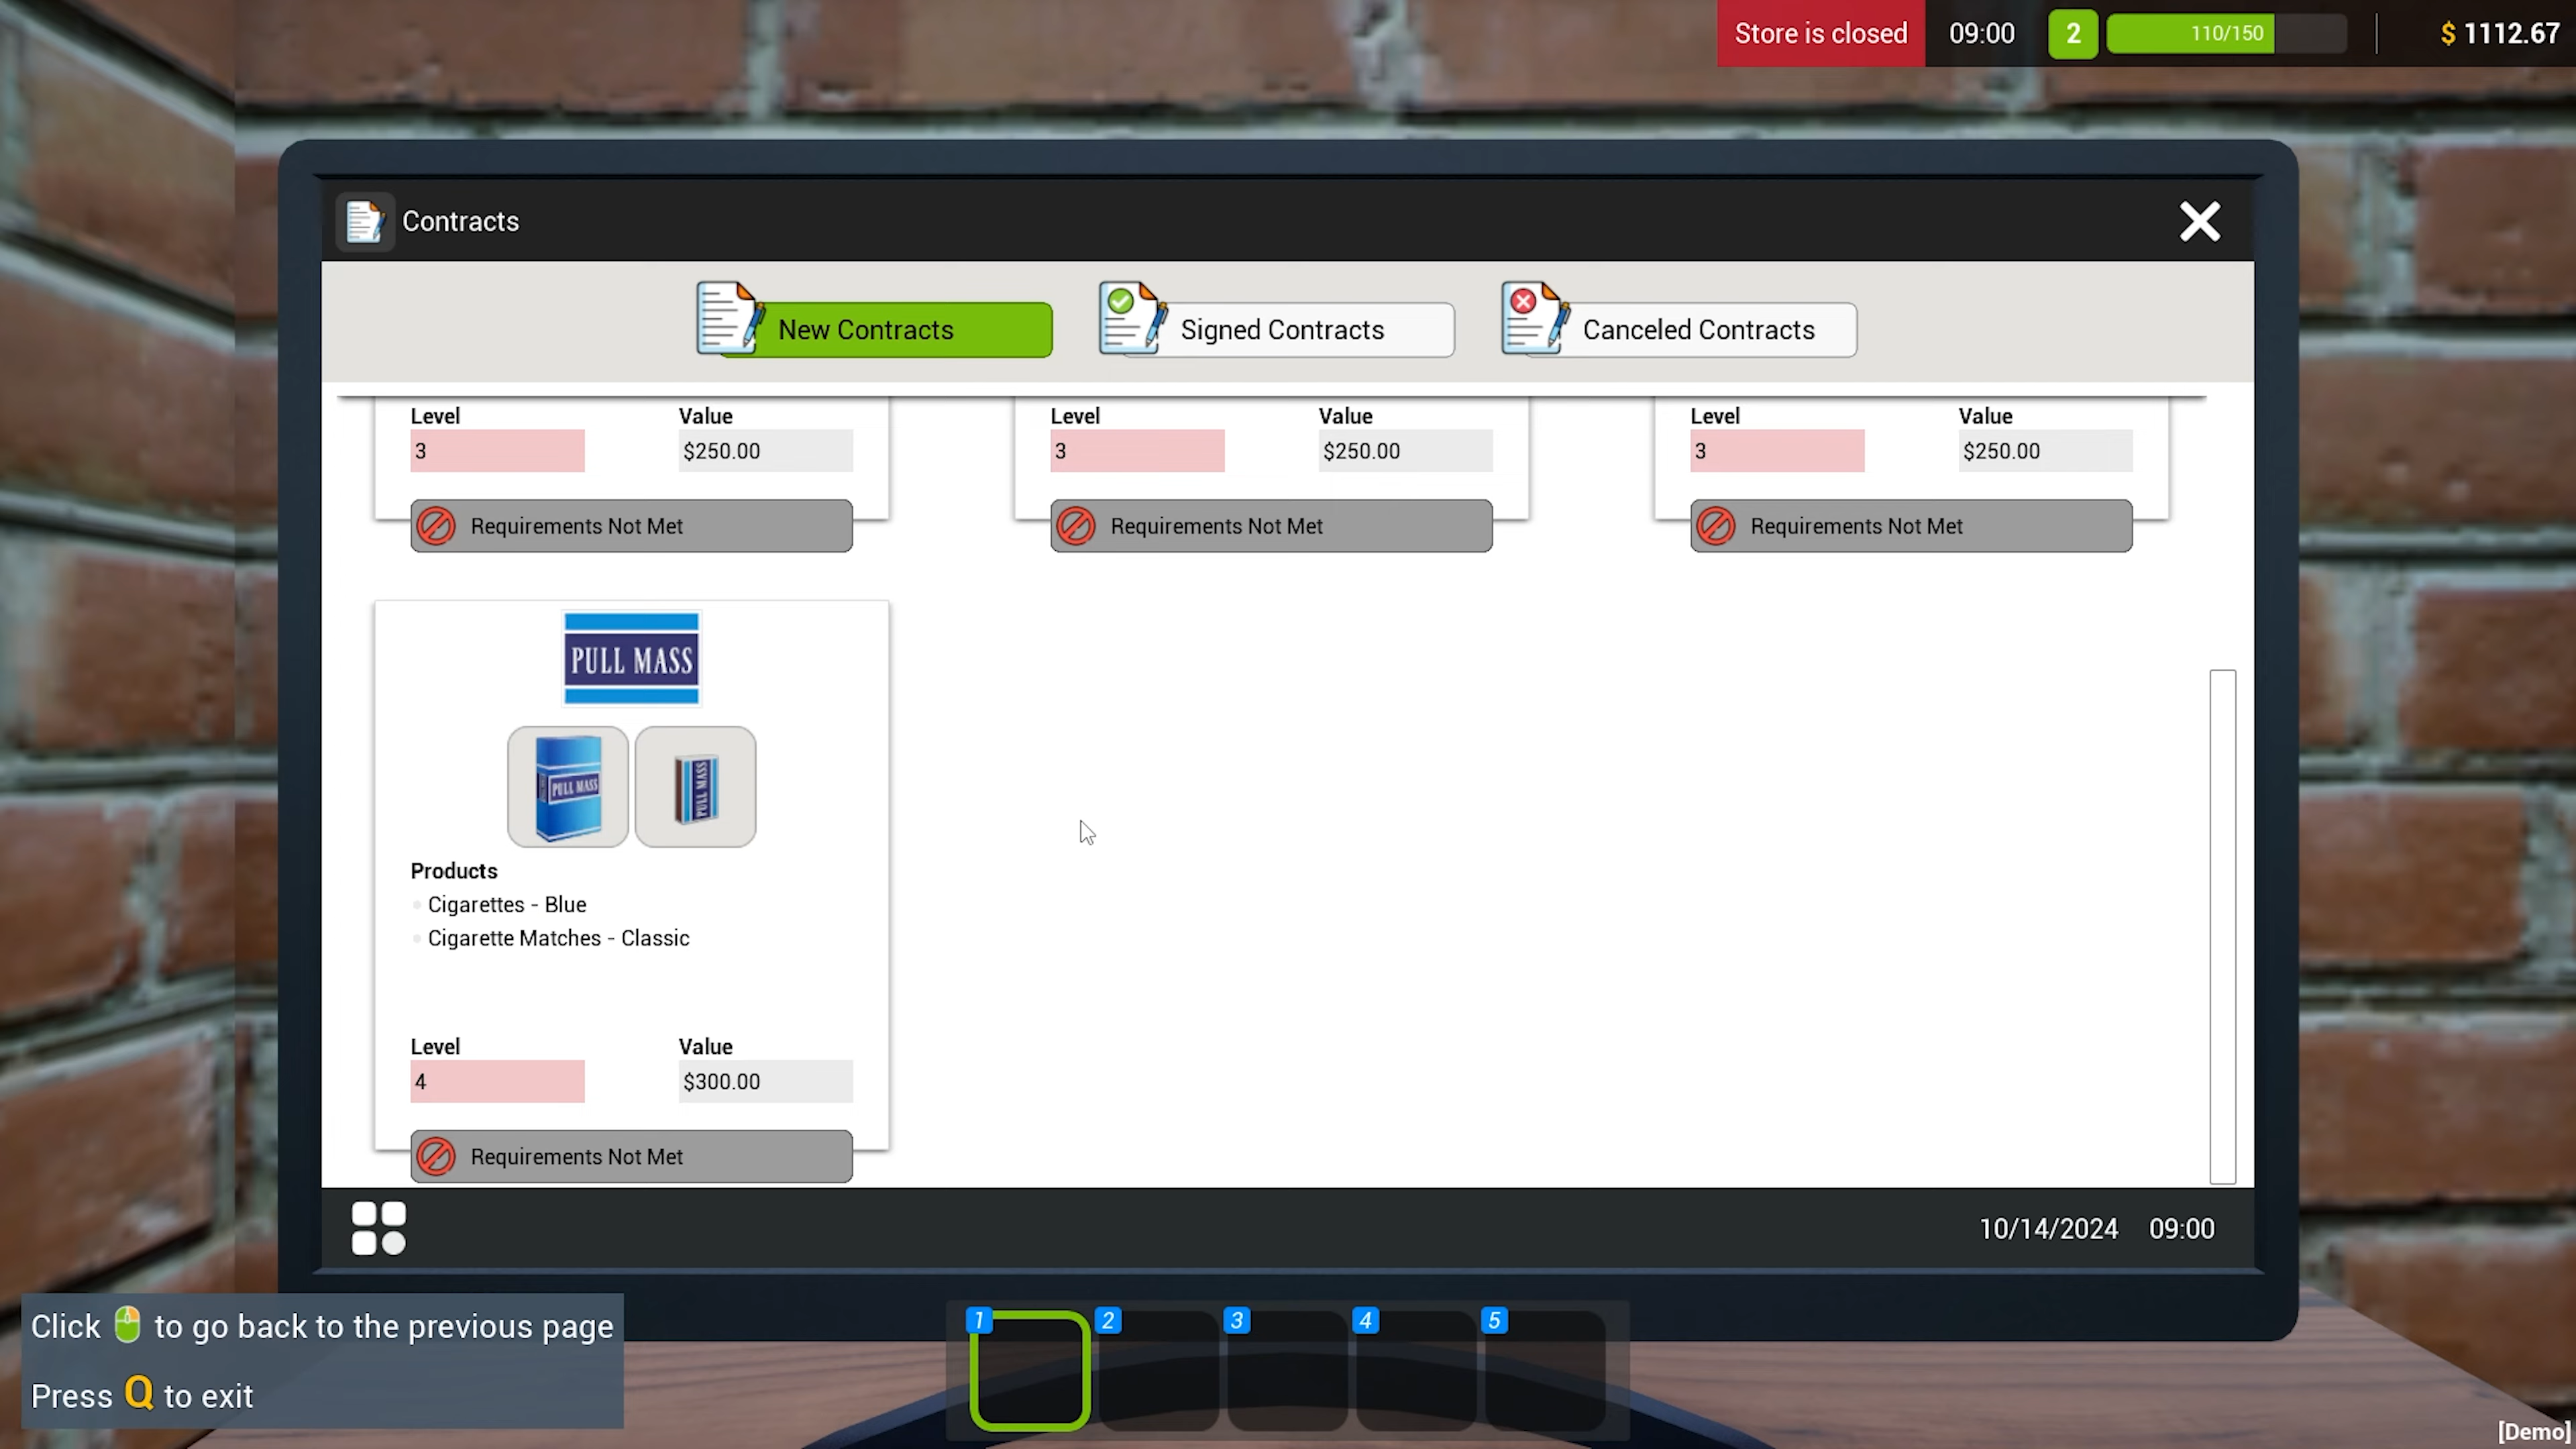 Store is closed 09:00 2 110/150 $ 1112.67
Contracts
New Contracts Signed Contracts Canceled Contracts
Level Value Level Value Level Value
3 $250.00 3 $250.00 3 $250.00
Requirements Not Met Requirements Not Met Requirements Not Met
PULL MASS
PULL MASS PULL MASS
Products
Cigarettes - Blue
Cigarette Matches - Classic
Level Value
4 $300.00
Requirements Not Met
10/14/2024 09:00
Click to go back to the previous page
Press Q to exit
1 2 3 4 5
[Demo]